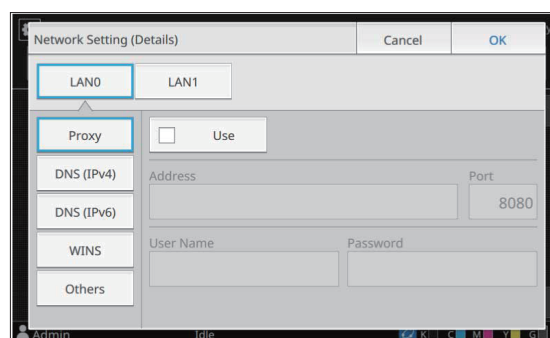 Network Setting (Details) Cancel OK
LAN0 LAN1
Proxy Use
DNS (IPv4) Address Port
DNS (IPv6) 8080
WINS User Name Password
Others
Admin Idle K C M Y G